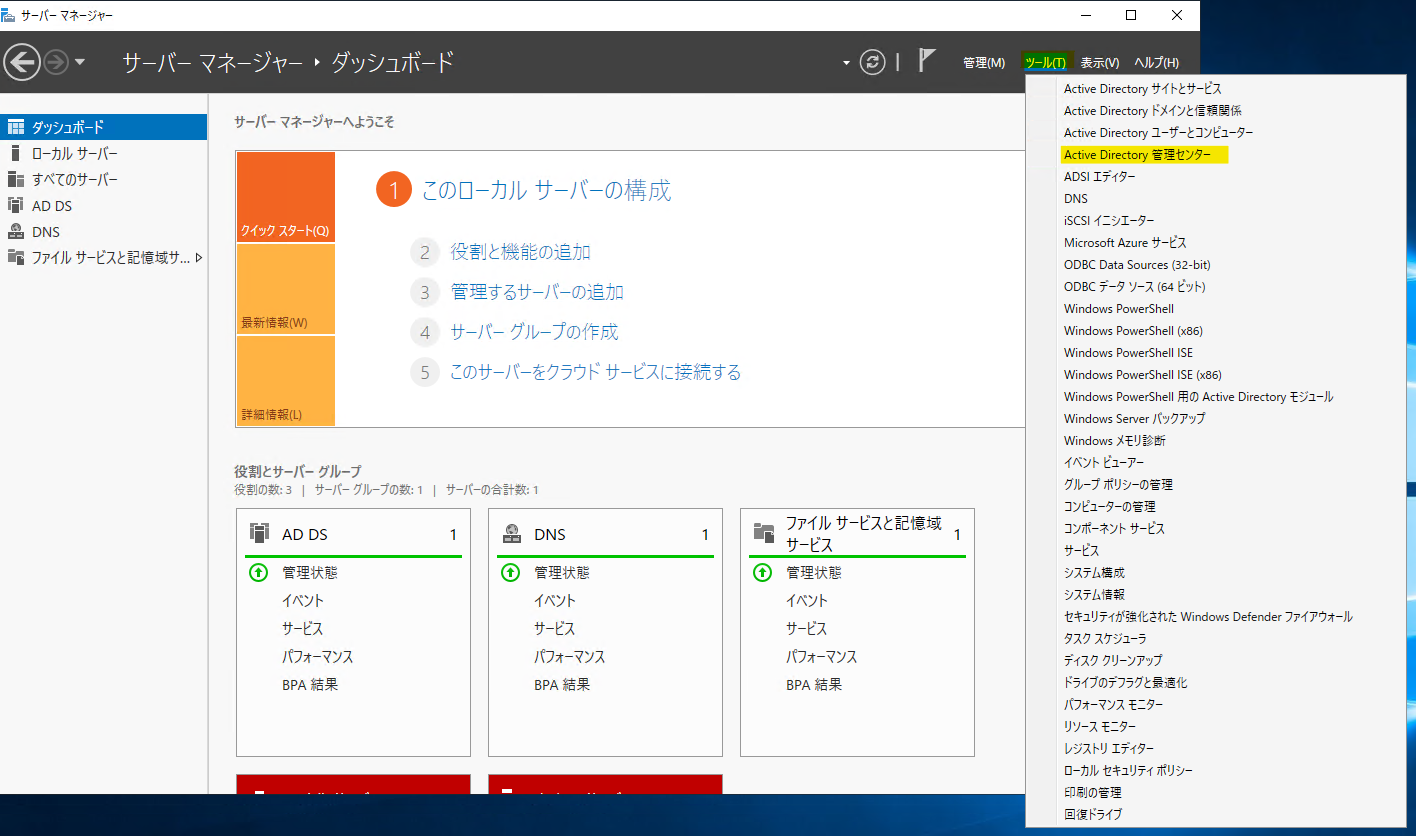 サーバー マネージャー
サーバー マネージャー ‣ ダッシュボード
管理(M) ツール(T) 表示(V) ヘルプ(H)
ダッシュボード
ローカル サーバー
すべてのサーバー
AD DS
DNS
ファイル サービスと記憶域サ...
サーバー マネージャーへようこそ
クイック スタート(Q)
最新情報(W)
詳細情報(L)
1 このローカル サーバーの構成
2 役割と機能の追加
3 管理するサーバーの追加
4 サーバー グループの作成
5 このサーバーをクラウド サービスに接続する
役割とサーバー グループ
役割の数: 3 | サーバー グループの数: 1 | サーバーの合計数: 1
AD DS 1
管理状態
イベント
サービス
パフォーマンス
BPA 結果
DNS 1
管理状態
イベント
サービス
パフォーマンス
BPA 結果
ファイル サービスと記憶域
サービス 1
管理状態
イベント
サービス
パフォーマンス
BPA 結果
Active Directory サイトとサービス
Active Directory ドメインと信頼関係
Active Directory ユーザーとコンピューター
Active Directory 管理センター
ADSI エディター
DNS
iSCSI イニシエーター
Microsoft Azure サービス
ODBC Data Sources (32-bit)
ODBC データ ソース (64 ビット)
Windows PowerShell
Windows PowerShell (x86)
Windows PowerShell ISE
Windows PowerShell ISE (x86)
Windows PowerShell 用の Active Directory モジュール
Windows Server バックアップ
Windows メモリ診断
イベント ビューアー
グループ ポリシーの管理
コンピューターの管理
コンポーネント サービス
サービス
システム構成
システム情報
セキュリティが強化された Windows Defender ファイアウォール
タスク スケジューラ
ディスク クリーンアップ
ドライブのデフラグと最適化
パフォーマンス モニター
リソース モニター
レジストリ エディター
ローカル セキュリティ ポリシー
印刷の管理
回復ドライブ